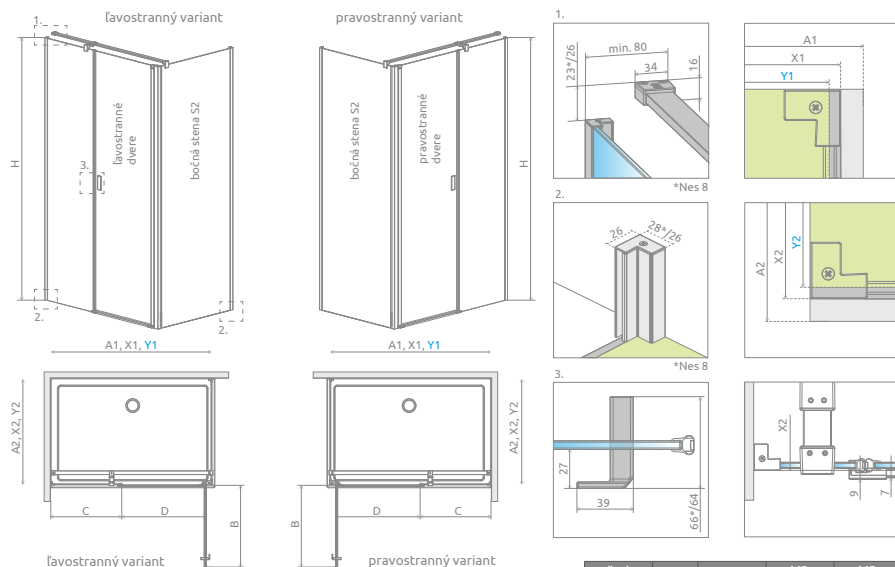 ľavostranný variant
1.
H
3.
ľavostranné
dvere
bočná stena S2
2.
2.
A1, X1, Y1
A2, X2, Y2
C
D
B
ľavostranný variant
pravostranný variant
bočná stena S2
pravostranné
dvere
H
A1, X1, Y1
A2, X2, Y2
B
D
C
pravostranný variant
1.
min. 80
34
23*/26
16
*Nes 8
A1
X1
Y1
2.
26
28*/26
*Nes 8
A2
X2
Y2
3.
27
39
66*/64
X2
9
7